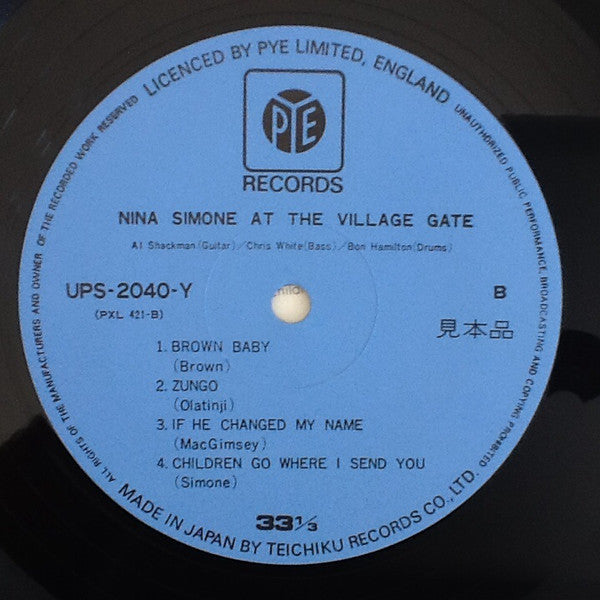 LICENCED BY PYE LIMITED, ENGLAND
UNAUTHORIZED PUBLIC PERFORMANCE, BROADCASTING AND COPYING PROHIBITED
ALL RIGHTS OF THE MANUFACTURERS AND OWNER OF THE RECORDED WORK RESERVED
PYE
RECORDS
NINA SIMONE AT THE VILLAGE GATE
Al Shackman(Guitar)/Chris White(Bass)/Bon Hamilton(Drums)
UPS-2040-Y B
(PXL 421-B) 見本品
1. BROWN BABY
(Brown)
2. ZUNGO
(Olatinji)
3. IF HE CHANGED MY NAME
(MacGimsey)
4. CHILDREN GO WHERE I SEND YOU
(Simone)
33⅓
MADE IN JAPAN BY TEICHIKU RECORDS CO., LTD.